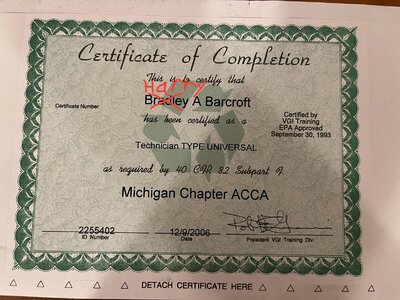 Certificate of Completion
This is to certify that
Harry
Bradley A Barcroft
Certificate Number
has been certified as a
Certified by
VGI Training
EPA Approved
September 30, 1993
Technician TYPE UNIVERSAL
as required by 40 CFR 82 Subpart F.
Michigan Chapter ACCA
2255402
ID Number
12/9/2006
Date
President VGI Training Div
DETACH CERTIFICATE HERE